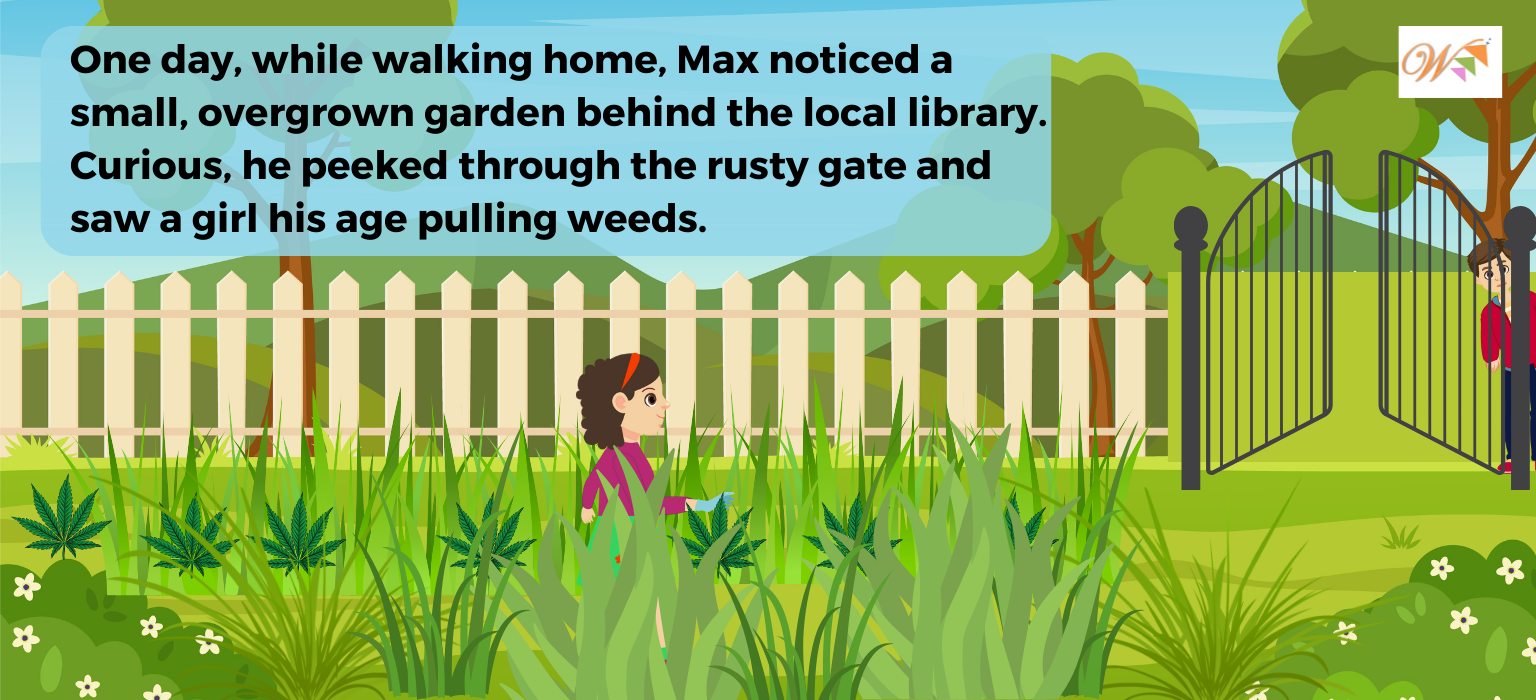 One day, while walking home, Max noticed a
small, overgrown garden behind the local library.
Curious, he peeked through the rusty gate and
saw a girl his age pulling weeds.
W